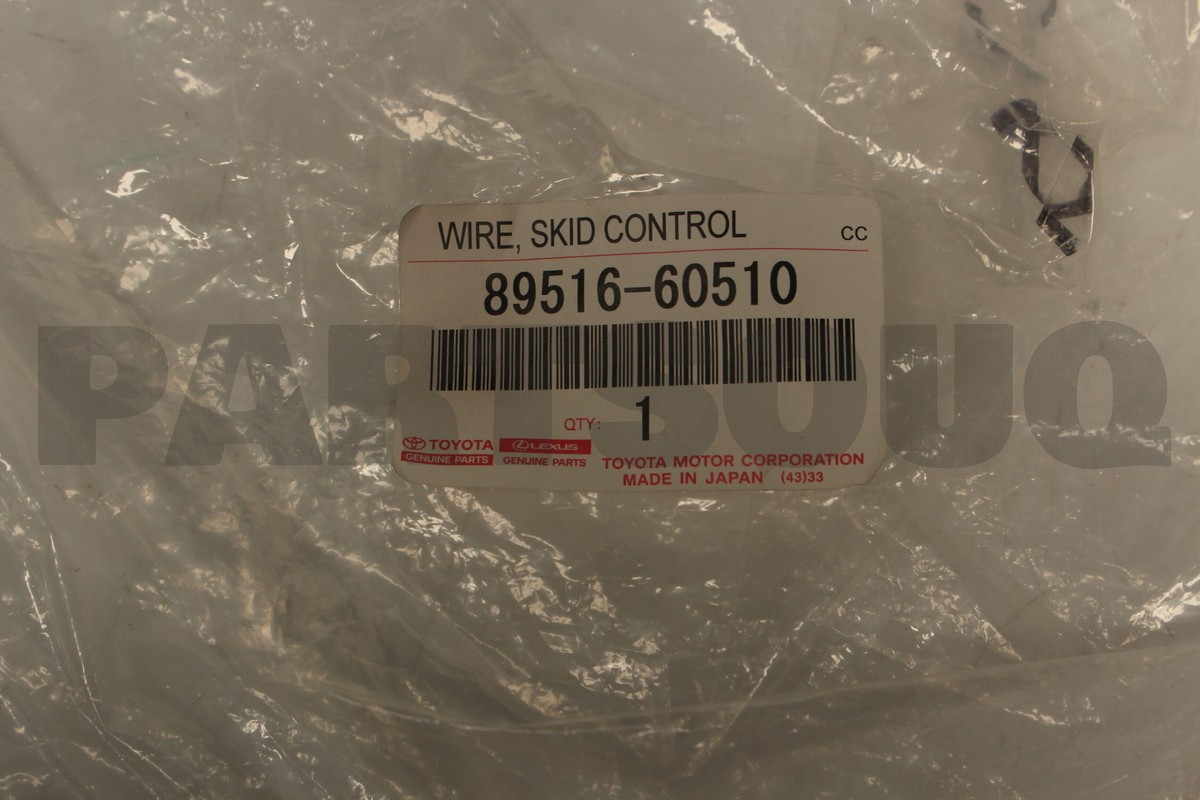 WIRE, SKID CONTROL CC
89516-60510
PARTSOUQ
QTY: 1
TOYOTA LEXUS
GENUINE PARTS GENUINE PARTS
TOYOTA MOTOR CORPORATION
MADE IN JAPAN (43)33